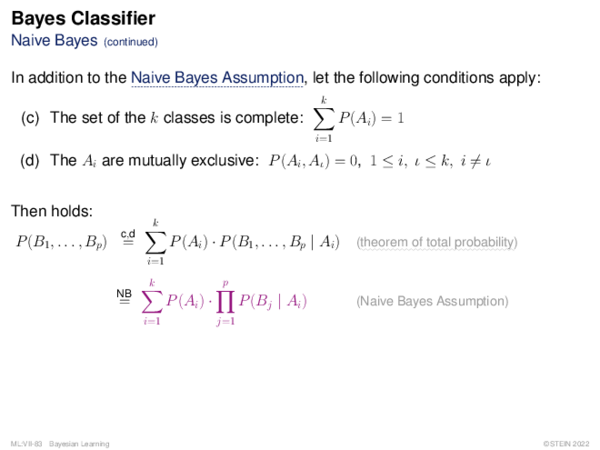 Bayes Classifier
Naive Bayes (continued)
In addition to the Naive Bayes Assumption, let the following conditions apply:
(c) The set of the k classes is complete: ∑_{i=1}^{k} P(A_i) = 1
(d) The A_i are mutually exclusive: P(A_i, A_ι) = 0, 1 ≤ i, ι ≤ k, i ≠ ι
Then holds:
P(B_1, . . . , B_p) =^{c,d} ∑_{i=1}^{k} P(A_i) · P(B_1, . . . , B_p | A_i) (theorem of total probability)
=^{NB} ∑_{i=1}^{k} P(A_i) · ∏_{j=1}^{p} P(B_j | A_i) (Naive Bayes Assumption)
ML:VII-83 Bayesian Learning ©STEIN 2022